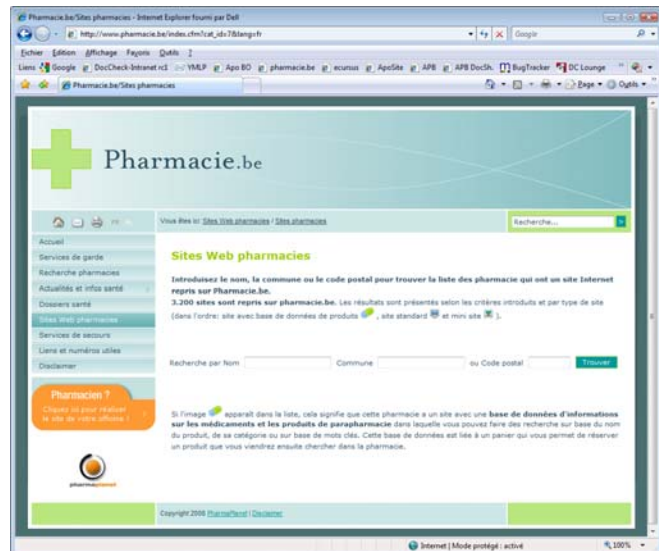 Pharmacie.be/Sites pharmacies - Internet Explorer fourni par Dell
http://www.pharmacie.be/index.cfm?cat_id=78&lang=fr
Google
Fichier Edition Affichage Favoris Outils ?
Liens Google DocCheck-Intranet rc1 YMLP Apo BO pharmacie.be ecursus ApoSite APB APB DocSh. BugTracker DC Lounge
Pharmacie.be/Sites pharmacies
Page Outils
Pharmacie.be
Vous êtes ici: Sites Web pharmacies / Sites pharmacies
Recherche...
Accueil
Services de garde
Recherche pharmacies
Actualités et infos santé
Dossiers santé
Sites Web pharmacies
Services de secours
Liens et numéros utiles
Disclaimer
Pharmacien ?
Cliquez ici pour réaliser
le site de votre officine !
pharmaplanet
Sites Web pharmacies
Introduisez le nom, la commune ou le code postal pour trouver la liste des pharmacie qui ont un site Internet
repris sur Pharmacie.be.
3.200 sites sont repris sur pharmacie.be. Les résultats sont présentés selon les critères introduits et par type de site
(dans l'ordre: site avec base de données de produits , site standard et mini site ).
Recherche par Nom Commune ou Code postal Trouver
Si l'image apparaît dans la liste, cela signifie que cette pharmacie a un site avec une base de données d'informations
sur les médicaments et les produits de parapharmacie dans laquelle vous pouvez faire des recherche sur base du nom
du produit, de sa catégorie ou sur base de mots clés. Cette base de données est liée à un panier qui vous permet de réserver
un produit que vous viendrez ensuite chercher dans la pharmacie.
Copyright 2008 PharmaPlanet | Disclaimer
Internet | Mode protégé : activé
100%